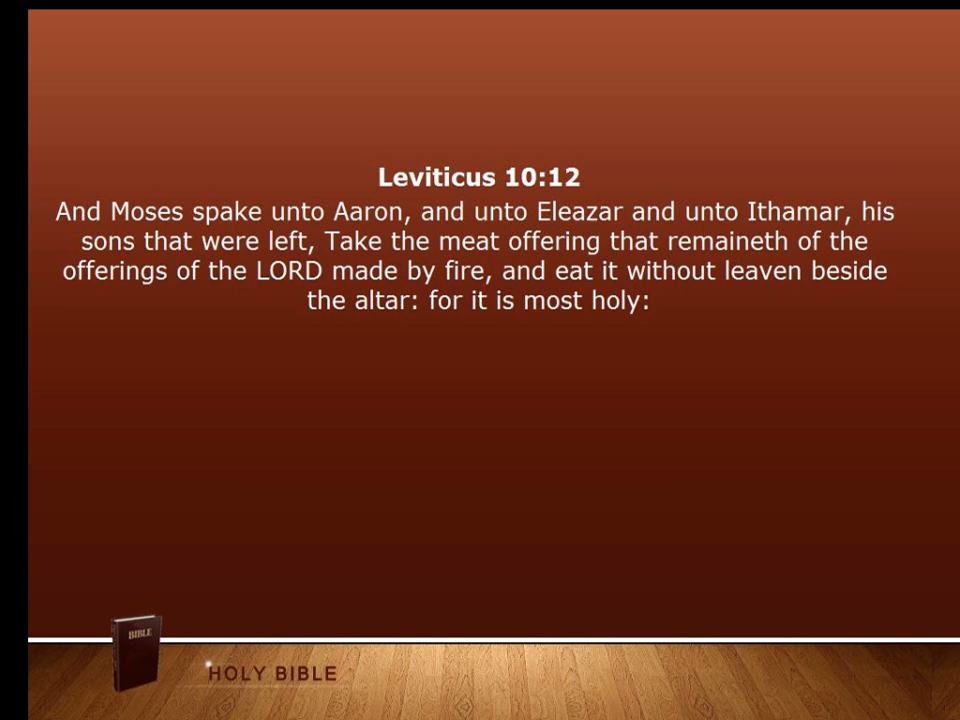 Leviticus 10:12
And Moses spake unto Aaron, and unto Eleazar and unto Ithamar, his
sons that were left, Take the meat offering that remaineth of the
offerings of the LORD made by fire, and eat it without leaven beside
the altar: for it is most holy:
BIBLE
HOLY BIBLE